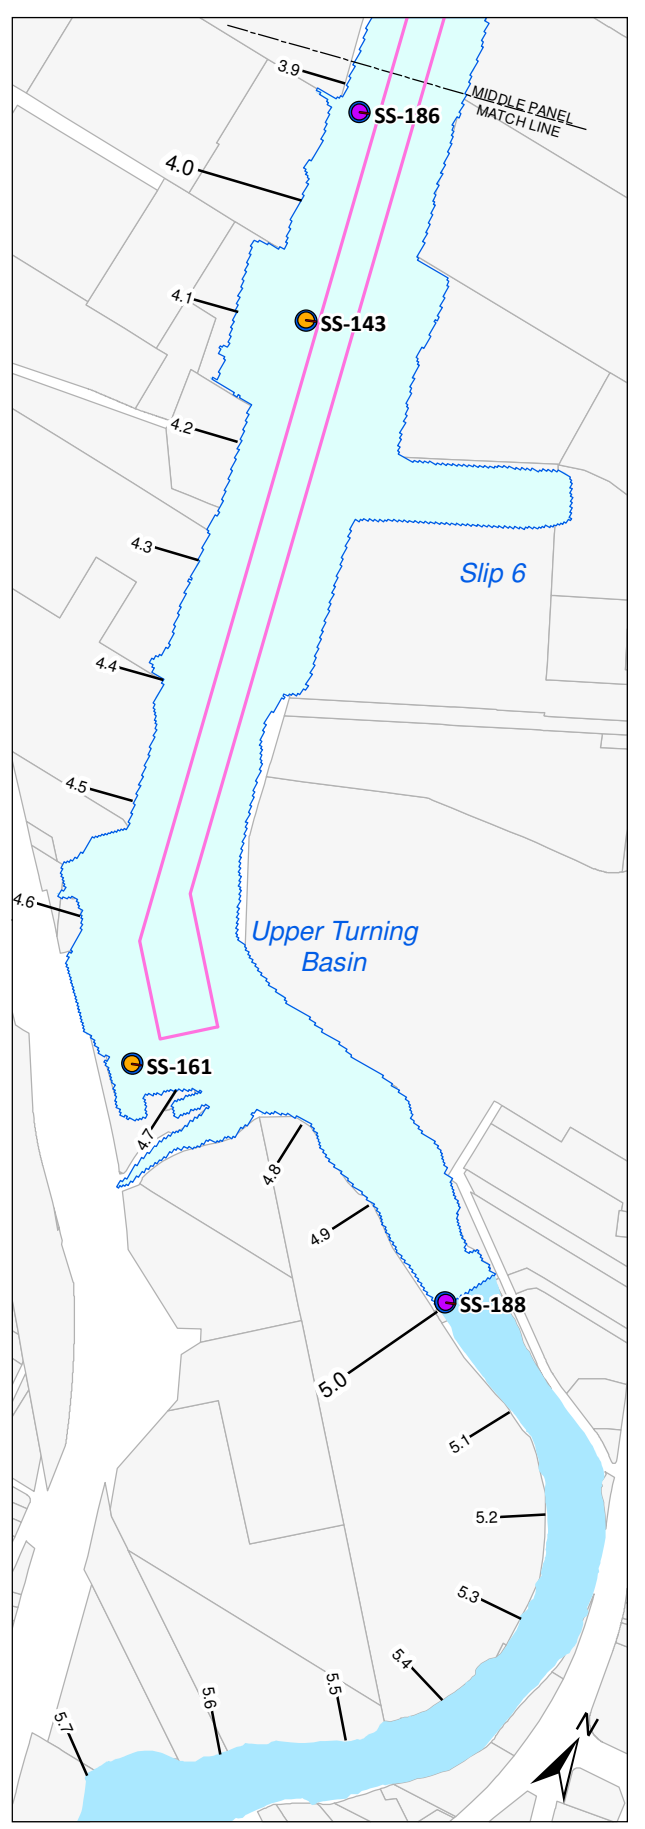 3.9
MIDDLE PANEL
MATCH LINE
SS-186
4.0
4.1
SS-143
4.2
4.3
Slip 6
4.4
4.5
4.6
Upper Turning
Basin
SS-161
4.7
4.8
4.9
SS-188
5.0
5.1
5.2
5.3
5.4
5.5
5.6
5.7
N